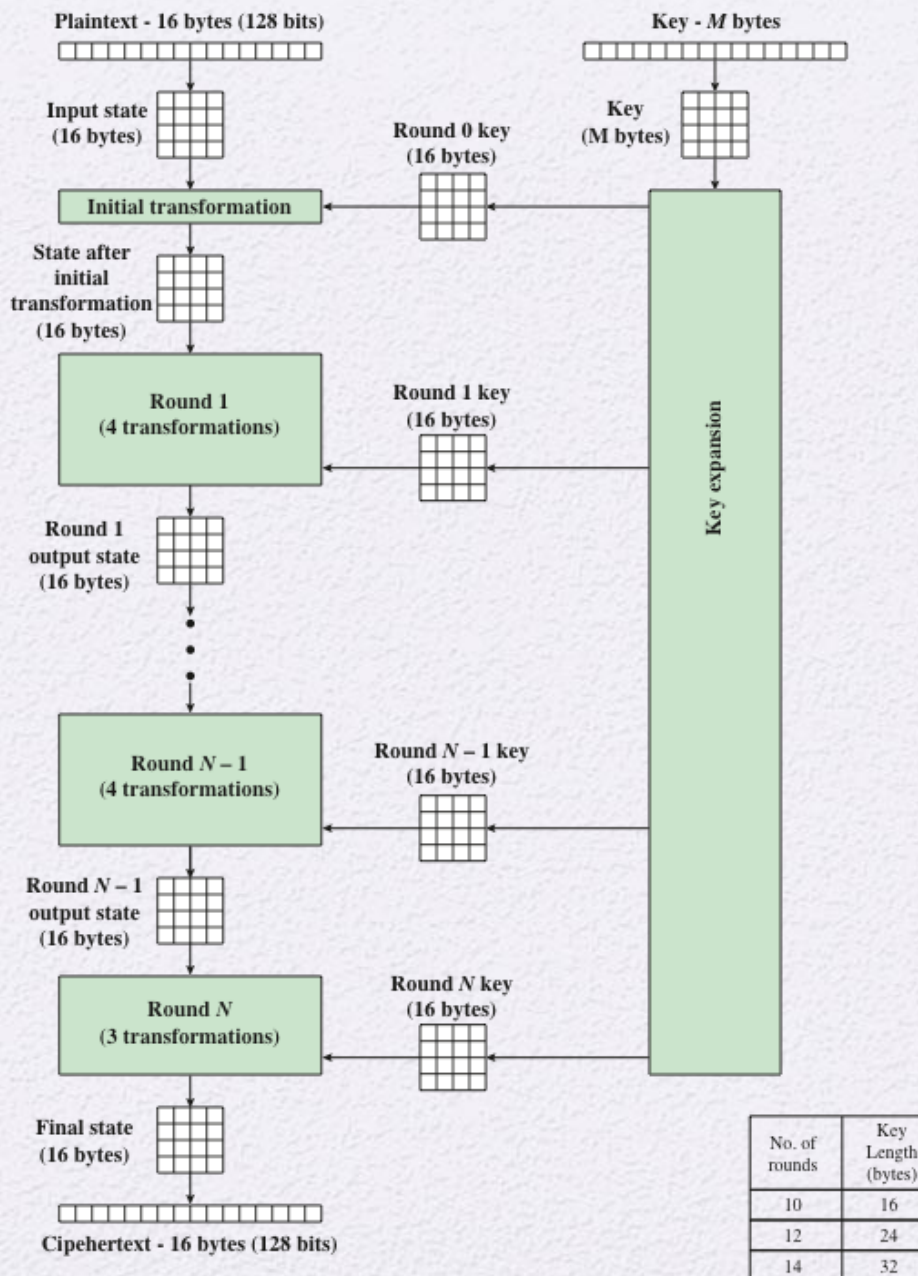 Plaintext - 16 bytes (128 bits)
Key - M bytes
Input state
(16 bytes)
Key
(M bytes)
Round 0 key
(16 bytes)
Initial transformation
State after
initial
transformation
(16 bytes)
Round 1
(4 transformations)
Round 1 key
(16 bytes)
Key expansion
Round 1
output state
(16 bytes)
Round N – 1
(4 transformations)
Round N – 1 key
(16 bytes)
Round N – 1
output state
(16 bytes)
Round N
(3 transformations)
Round N key
(16 bytes)
Final state
(16 bytes)
Cipehertext - 16 bytes (128 bits)
No. of
rounds
Key
Length
(bytes)
10 16
12 24
14 32